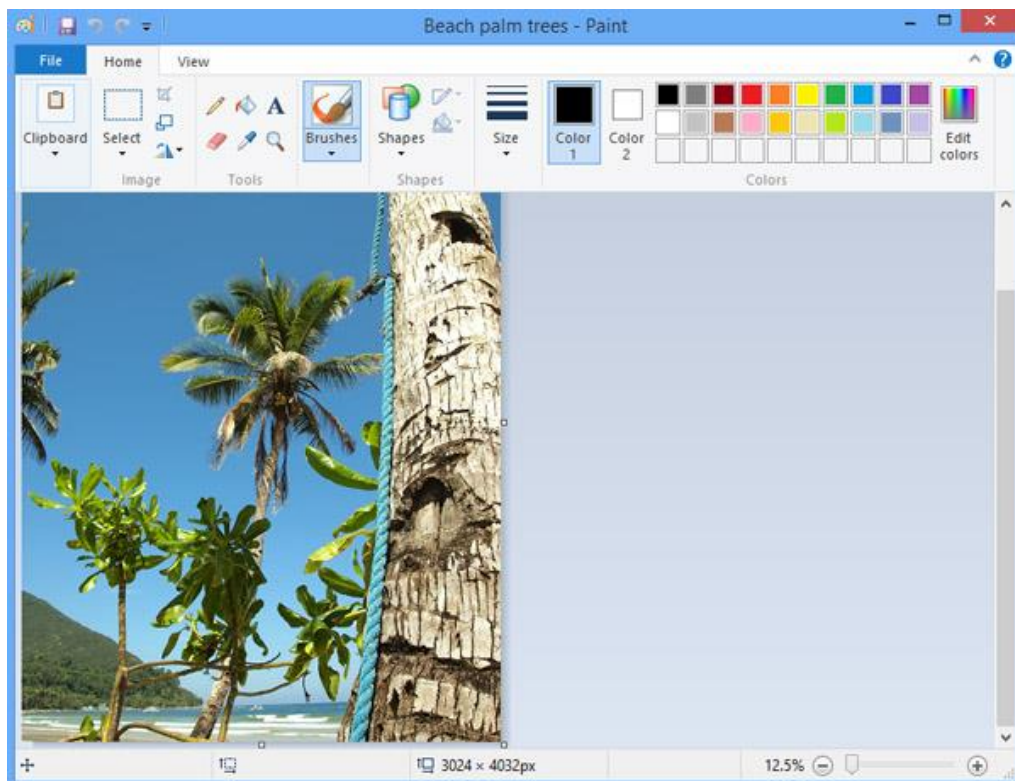 Beach palm trees - Paint
File Home View
Clipboard Select Brushes Shapes Size Color 1 Color 2 Edit colors
Image Tools Shapes Colors
3024 × 4032px 12.5%